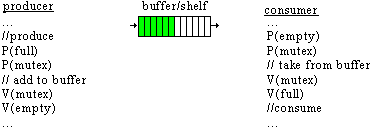 producer
...
//produce
P(full)
P(mutex)
// add to buffer
V(mutex)
V(empty)
...
buffer/shelf
consumer
...
P(empty)
P(mutex)
// take from buffer
V(mutex)
V(full)
//consume
...